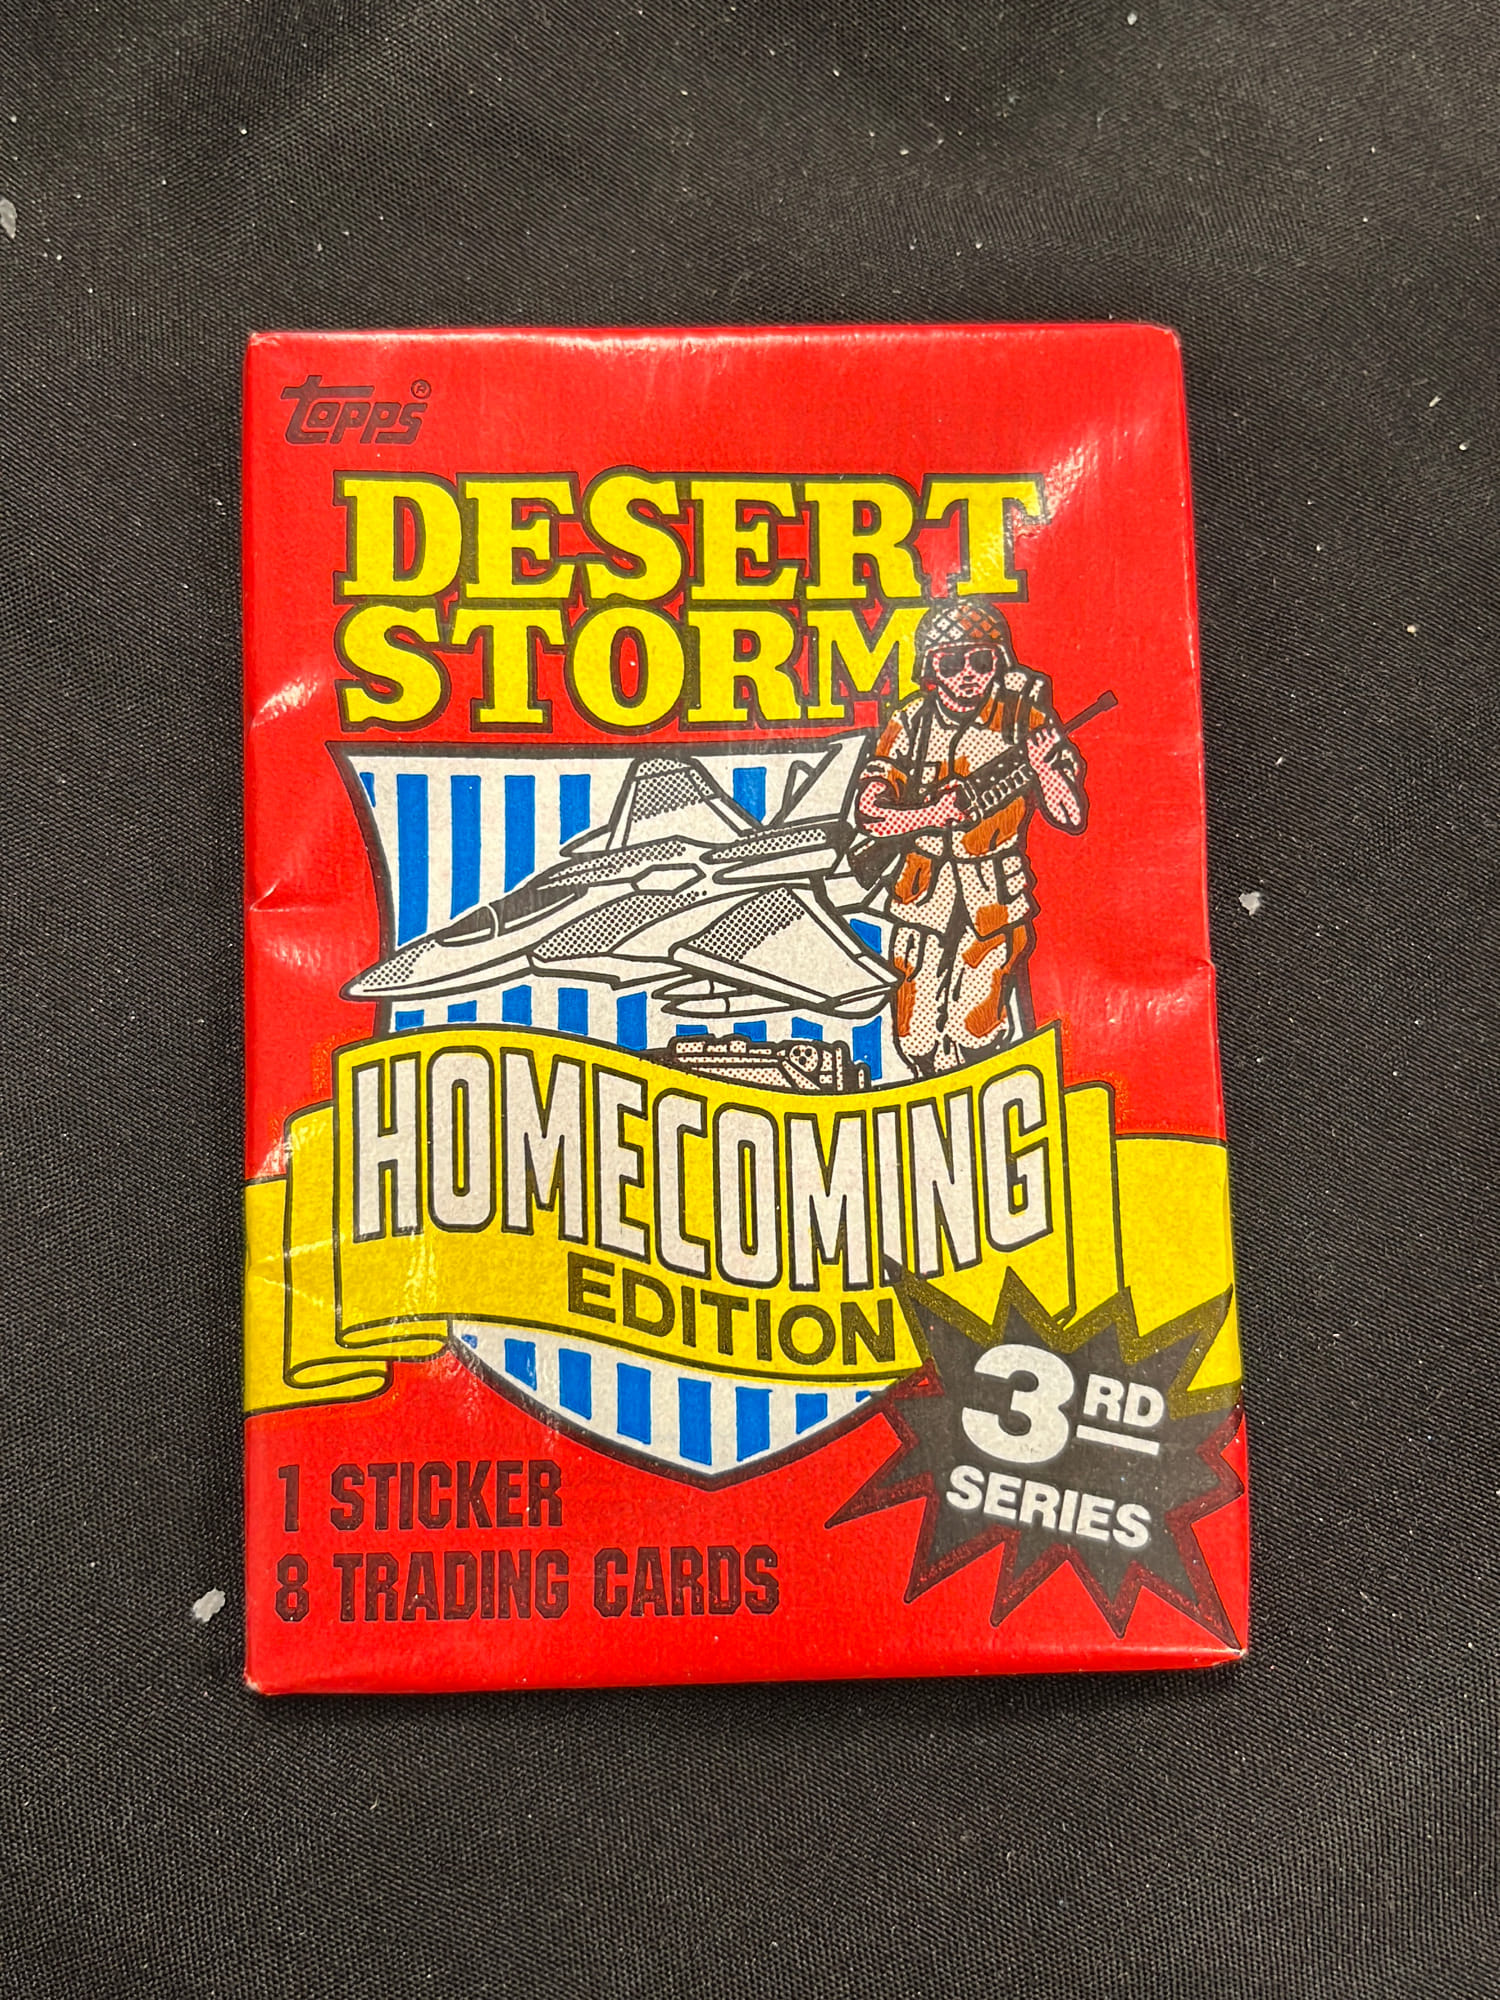 Topps®
DESERT
STORM
HOMECOMING
EDITION
3RD
SERIES
1 STICKER
8 TRADING CARDS